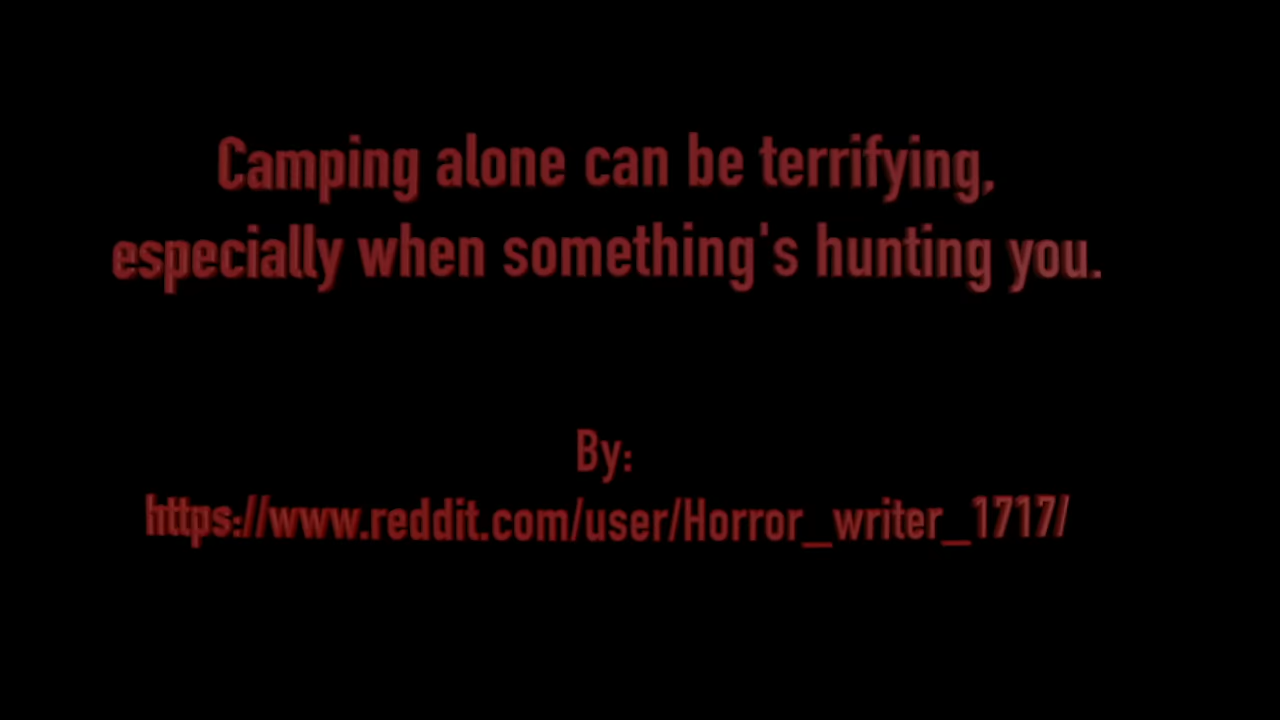 Camping alone can be terrifying,
especially when something's hunting you.
By:
https://www.reddit.com/user/Horror_writer_1717/